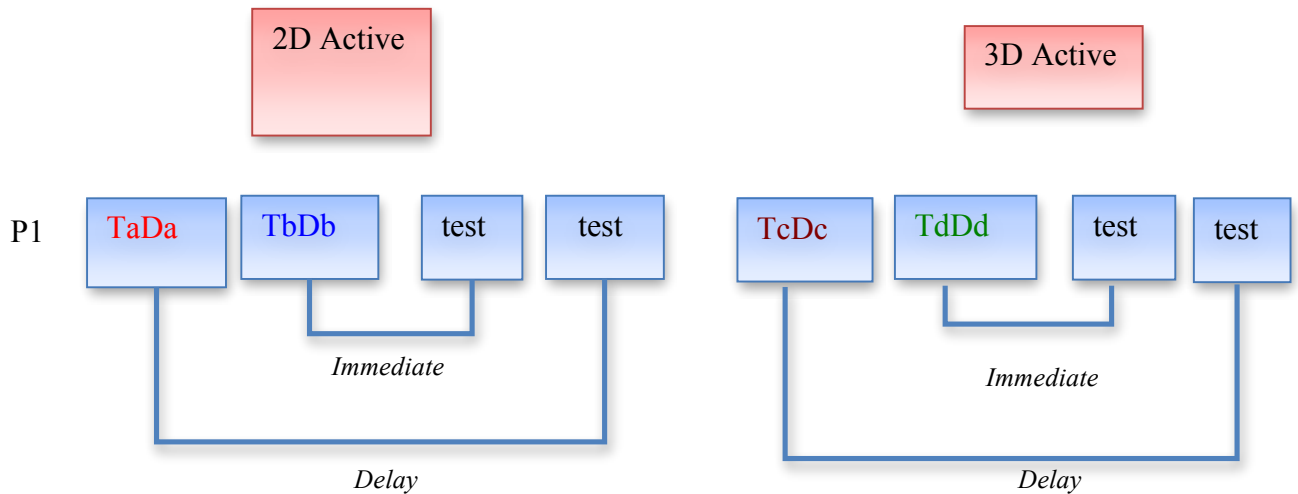 2D Active
3D Active
P1
TaDa
TbDb
test
test
TcDc
TdDd
test
test
Immediate
Immediate
Delay
Delay